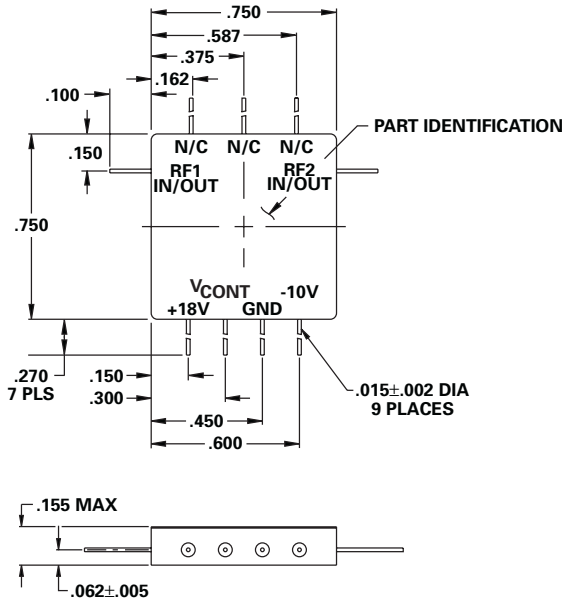 .750
.587
.375
.162
.100
PART IDENTIFICATION
N/C N/C N/C
.150
RF1 IN/OUT
RF2 IN/OUT
.750
VCONT
-10V
+18V
GND
.270
7 PLS
.150
.300
.015±.002 DIA
9 PLACES
.450
.600
.155 MAX
.062±.005